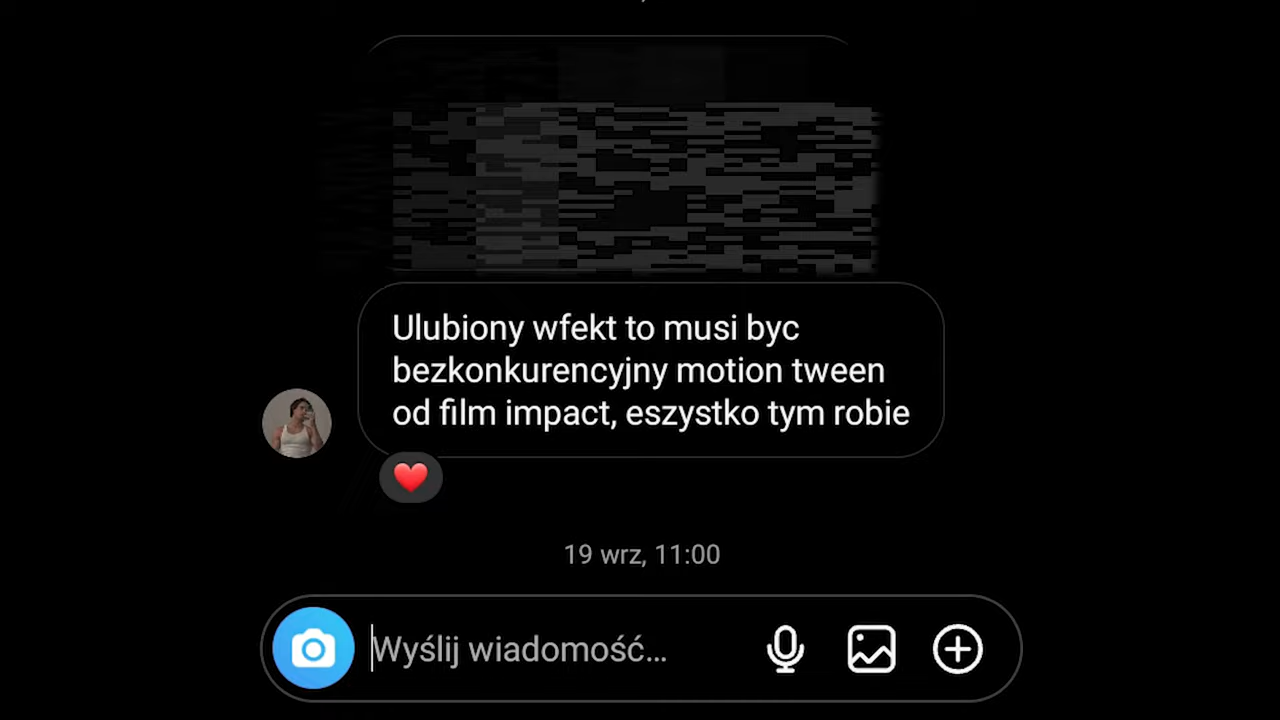 Ulubiony wfekt to musi byc
bezkonkurencyjny motion tween
od film impact, eszystko tym robie
19 wrz, 11:00
Wyślij wiadomość...